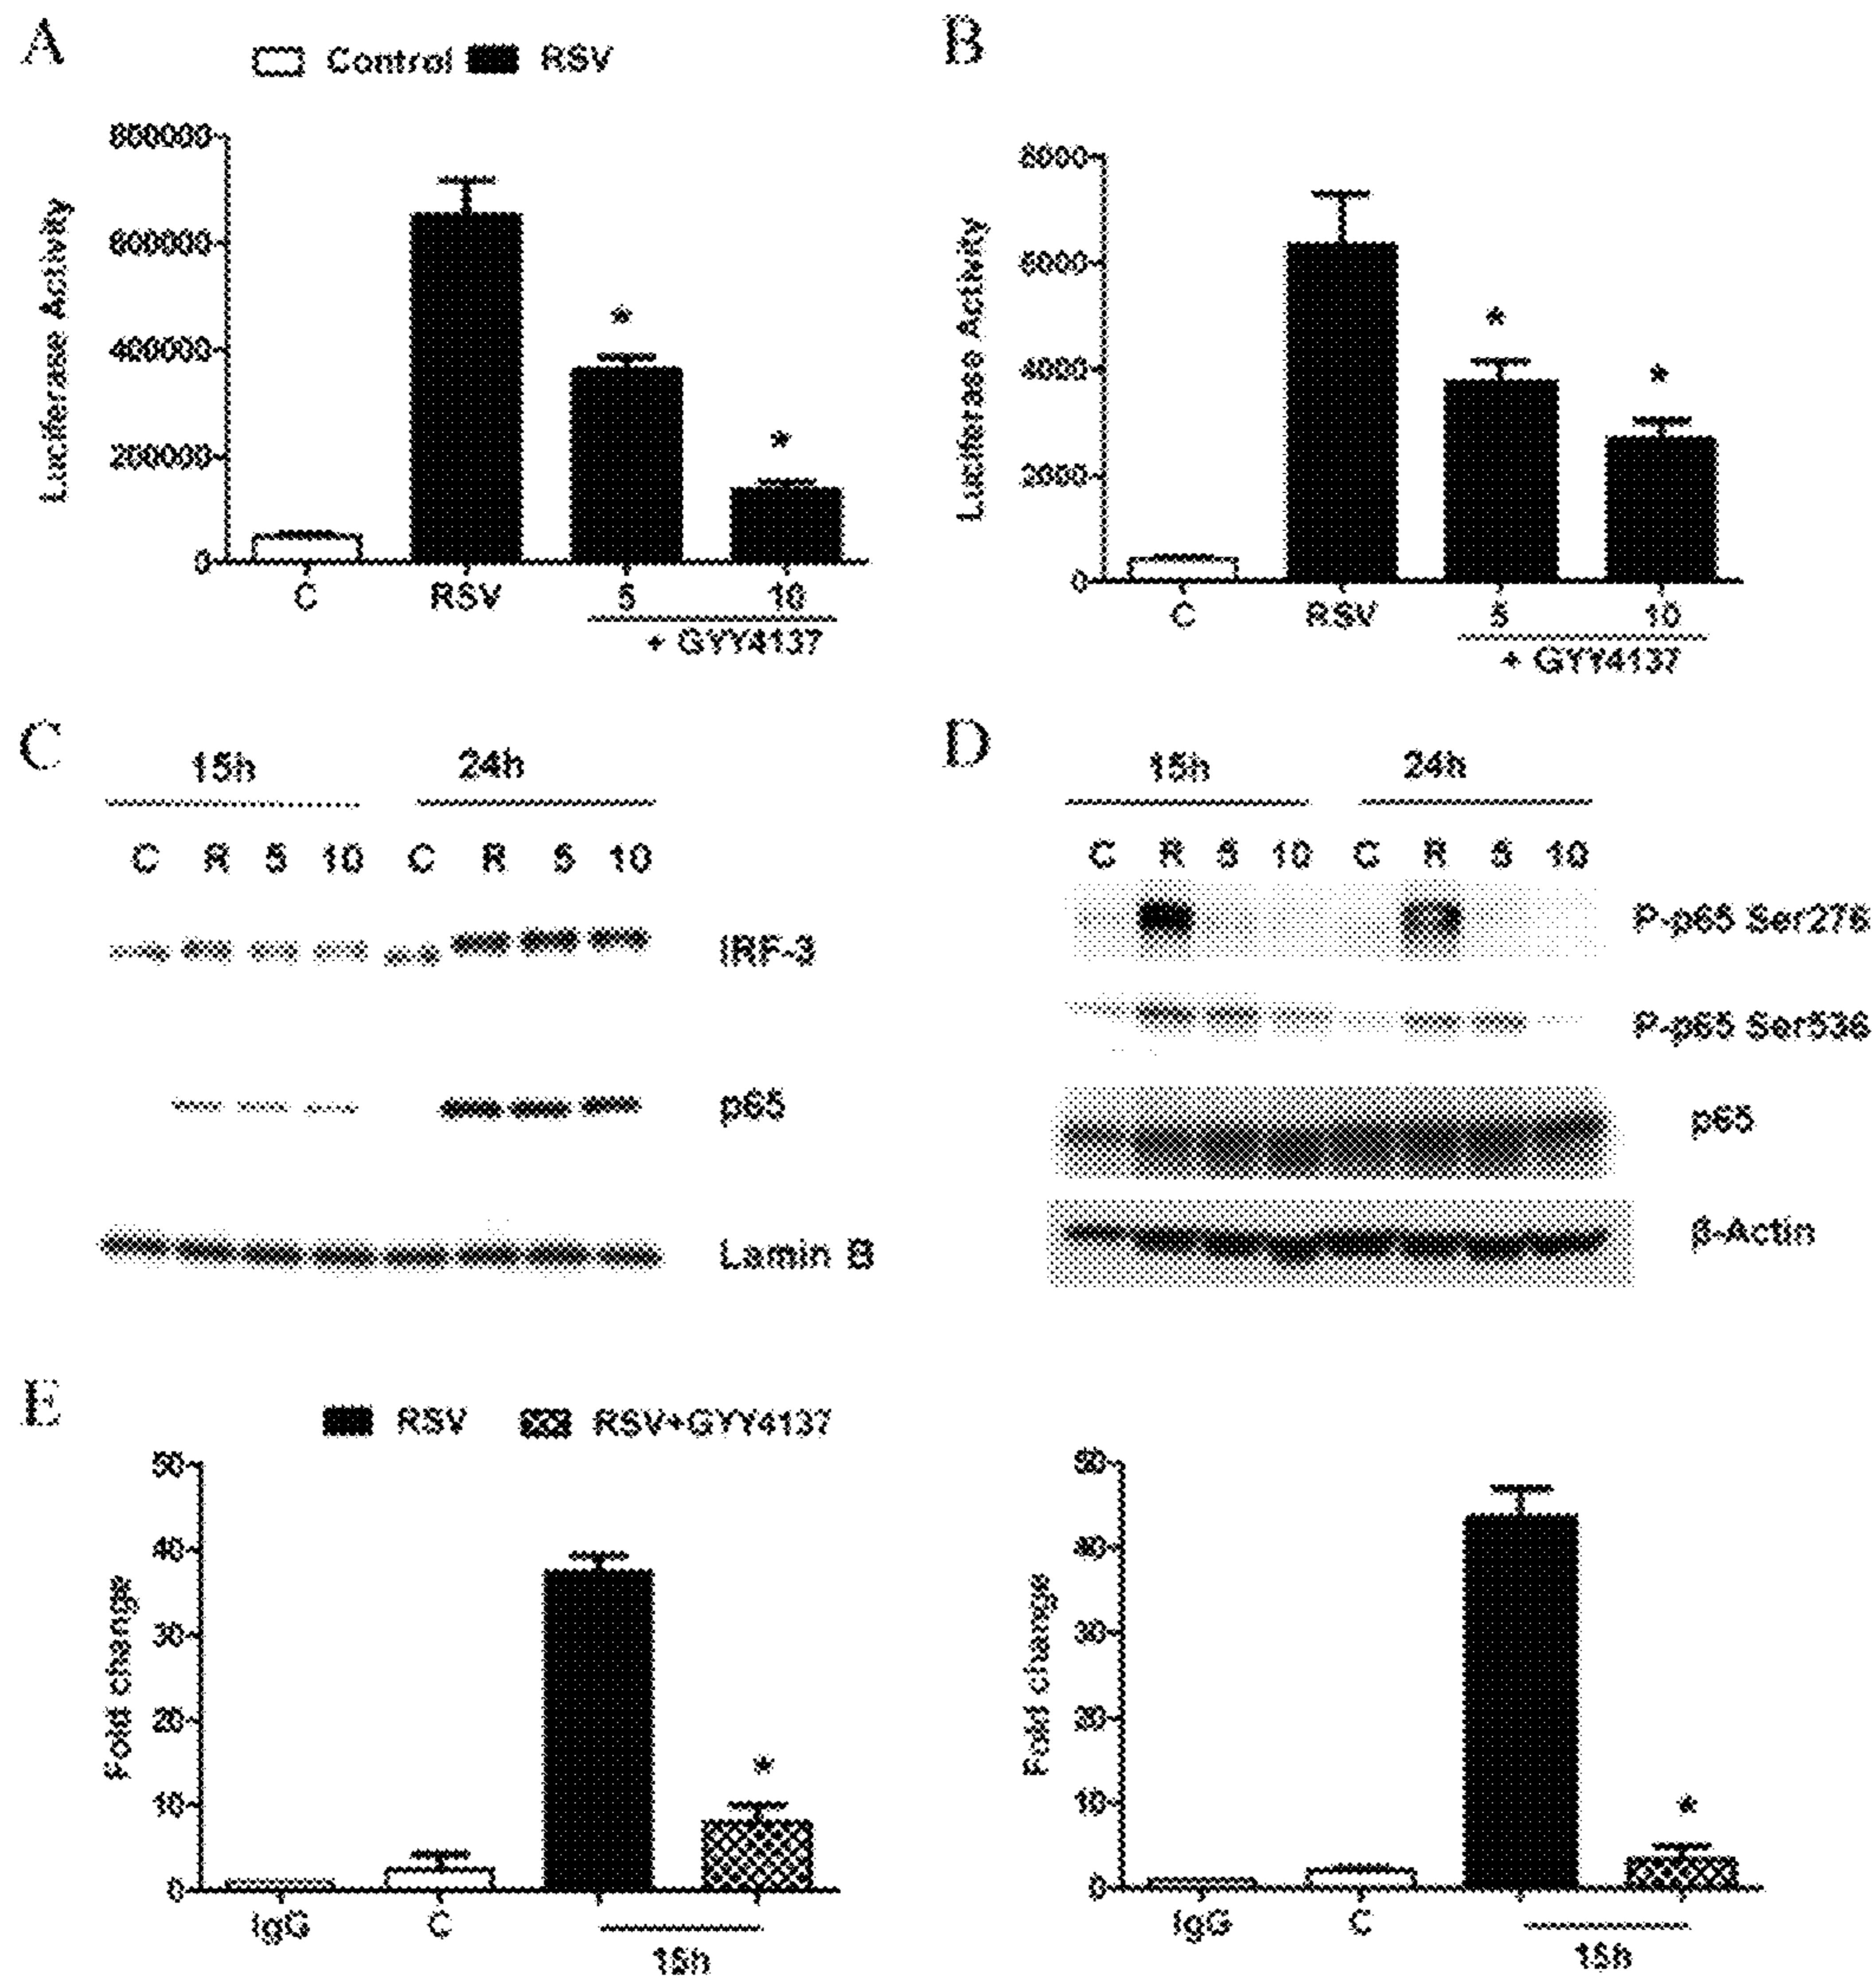 A
Control RSV
800000
600000
400000
200000
0
Luciferase Activity
*
*
C RSV 5 10
+ GYY4137
B
8000
6000
4000
2000
0
Luciferase Activity
*
*
C RSV 5 10
+ GYY4137
C
15h 24h
C R 5 10 C R 5 10
IRF-3
p65
Lamin B
D
15h 24h
C R 5 10 C R 5 10
P-p65 Ser276
P-p65 Ser536
p65
β-Actin
E
RSV RSV+GYY4137
50
40
30
20
10
0
Fold change
*
IgG C
15h
50
40
30
20
10
0
Fold change
*
IgG C
15h